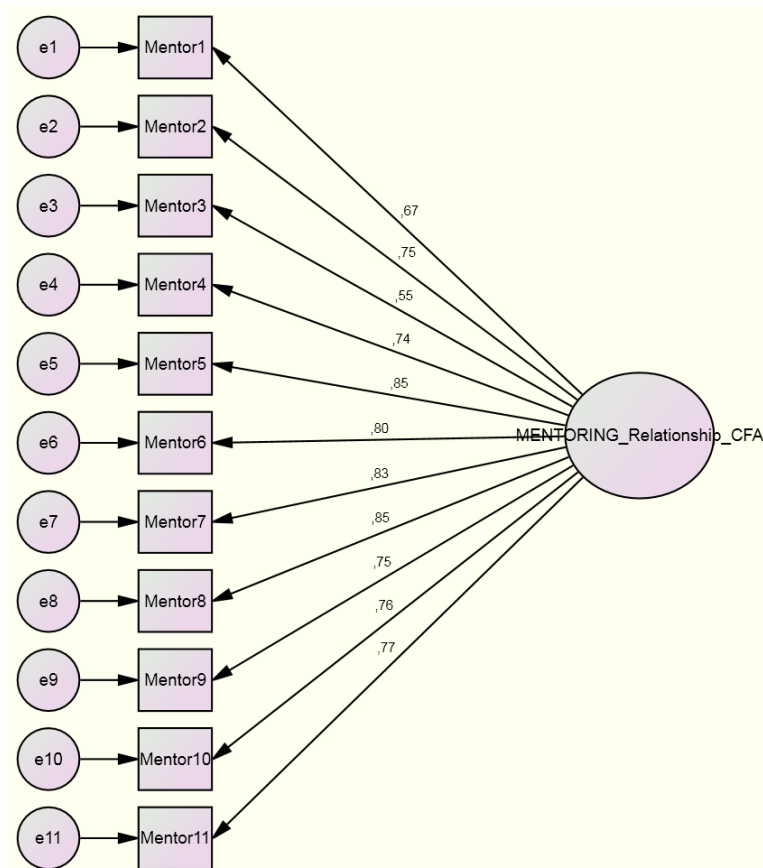 e1
Mentor1
e2
Mentor2
e3
Mentor3
e4
Mentor4
e5
Mentor5
e6
Mentor6
e7
Mentor7
e8
Mentor8
e9
Mentor9
e10
Mentor10
e11
Mentor11
,67
,75
,55
,74
,85
,80
,83
,85
,75
,76
,77
MENTORING_Relationship_CFA